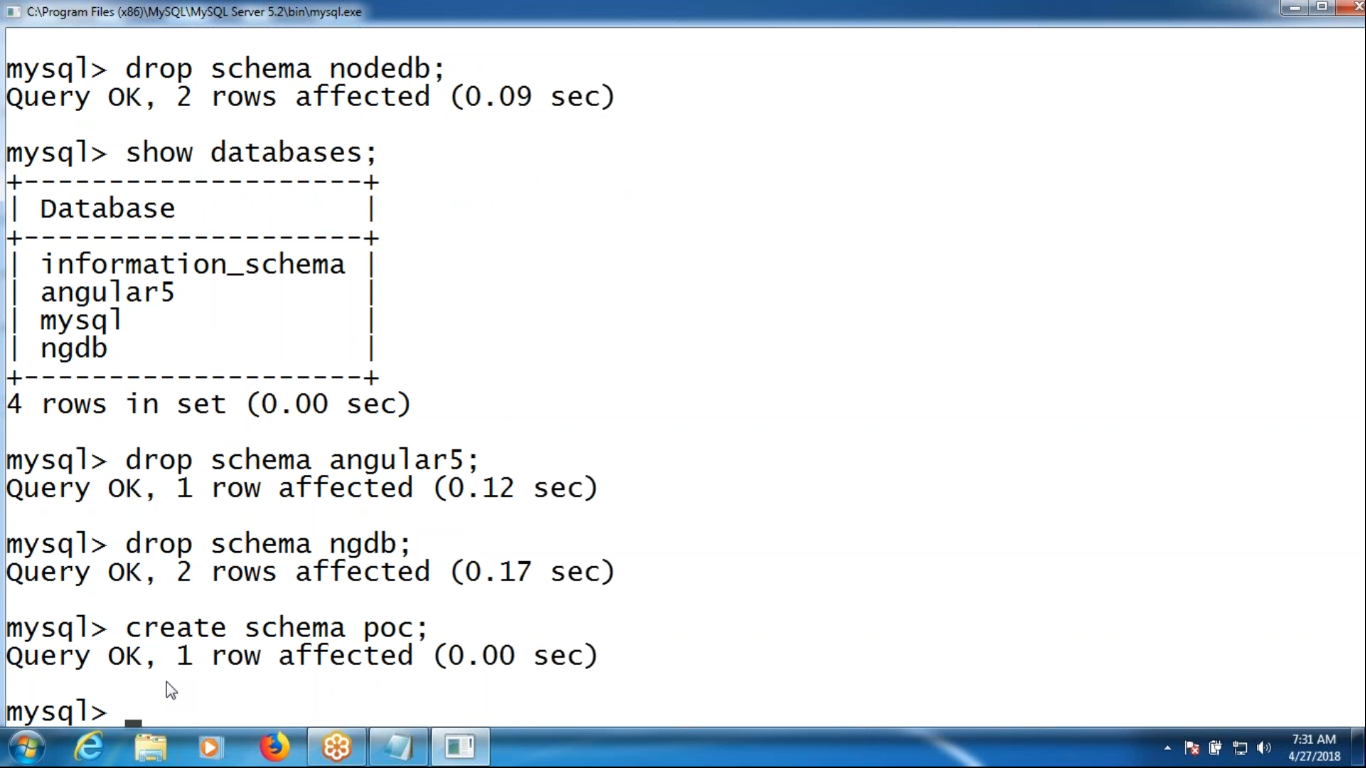 C:\Program Files (x86)\MySQL\MySQL Server 5.2\bin\mysql.exe
mysql> drop schema nodedb;
Query OK, 2 rows affected (0.09 sec)
mysql> show databases;
+--------------------+
| Database           |
+--------------------+
| information_schema |
| angular5           |
| mysql              |
| ngdb               |
+--------------------+
4 rows in set (0.00 sec)
mysql> drop schema angular5;
Query OK, 1 row affected (0.12 sec)
mysql> drop schema ngdb;
Query OK, 2 rows affected (0.17 sec)
mysql> create schema poc;
Query OK, 1 row affected (0.00 sec)
mysql>
7:31 AM
4/27/2018